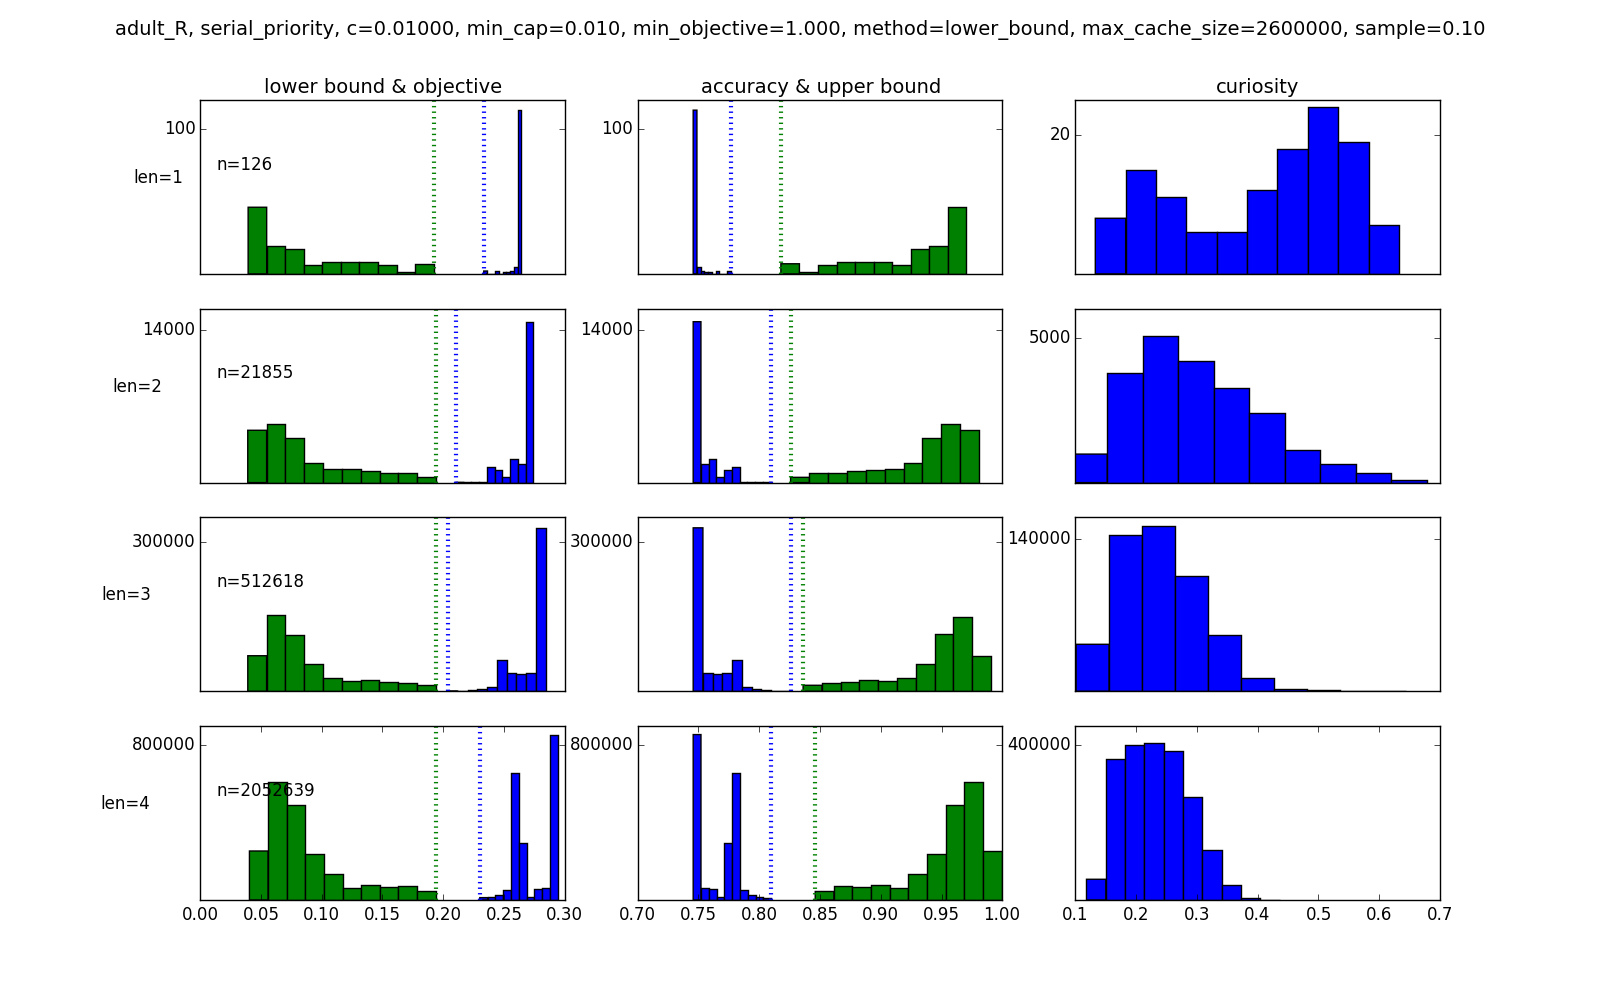 adult_R, serial_priority, c=0.01000, min_cap=0.010, min_objective=1.000, method=lower_bound, max_cache_size=2600000, sample=0.10
lower bound & objective
accuracy & upper bound
curiosity
100
100
20
n=126
len=1
14000
14000
5000
n=21855
len=2
300000
300000
140000
n=512618
len=3
800000
800000
400000
n=2052639
len=4
0.00 0.05 0.10 0.15 0.20 0.25 0.30
0.70 0.75 0.80 0.85 0.90 0.95 1.00
0.1 0.2 0.3 0.4 0.5 0.6 0.7